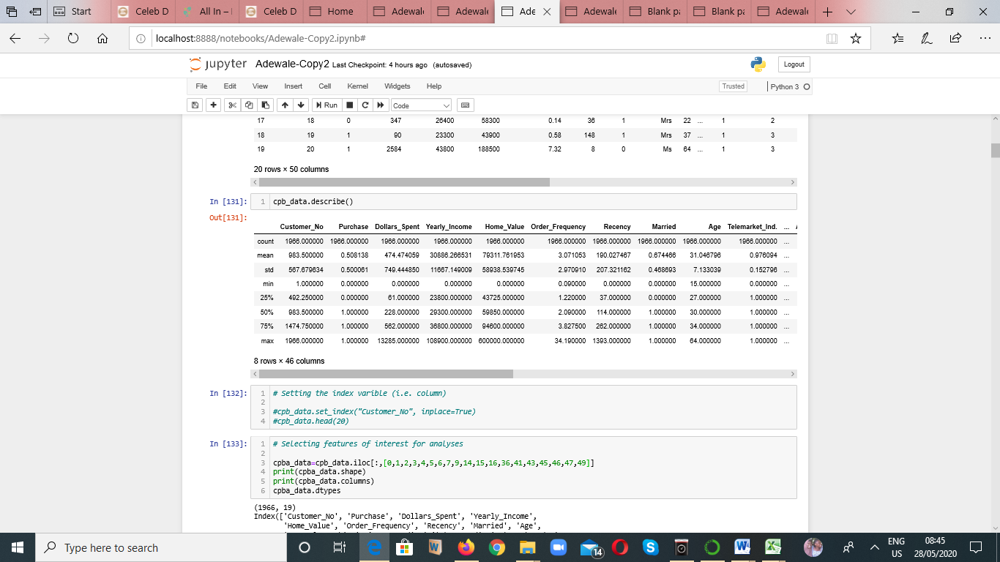 Start Celeb D All In – Celeb D Home Adewale Adewale Ade Adewale Blank pa Blank pa Adewale
localhost:8888/notebooks/Adewale-Copy2.ipynb#
jupyter Adewale-Copy2 Last Checkpoint: 4 hours ago (autosaved) Logout
File Edit View Insert Cell Kernel Widgets Help Trusted Python 3
Run Code
17 18 0 347 26400 58300 0.14 36 1 Mrs 22 ... 1 2
18 19 1 90 23300 43900 0.58 148 1 Mrs 37 ... 1 3
19 20 1 2584 43800 188500 7.32 8 0 Ms 64 ... 1 3
20 rows × 50 columns
In [131]: 1 cpb_data.describe()
Out[131]:
Customer_No Purchase Dollars_Spent Yearly_Income Home_Value Order_Frequency Recency Married Age Telemarket_Ind. ...
count 1966.000000 1966.000000 1966.000000 1966.000000 1966.000000 1966.000000 1966.000000 1966.000000 1966.000000 1966.000000 ...
mean 983.500000 0.508138 474.474059 30886.266531 79311.761953 3.071053 190.027467 0.674466 31.046796 0.976094 ...
std 567.679634 0.500061 749.444850 11667.149009 58938.539745 2.970910 207.321162 0.468693 7.133039 0.152796 ...
min 1.000000 0.000000 0.000000 0.000000 0.000000 0.090000 0.000000 0.000000 15.000000 0.000000 ...
25% 492.250000 0.000000 61.000000 23800.000000 43725.000000 1.220000 37.000000 0.000000 27.000000 1.000000 ...
50% 983.500000 1.000000 228.000000 29300.000000 59850.000000 2.090000 114.000000 1.000000 30.000000 1.000000 ...
75% 1474.750000 1.000000 562.000000 36800.000000 94600.000000 3.827500 262.000000 1.000000 34.000000 1.000000 ...
max 1966.000000 1.000000 13285.000000 108900.000000 600000.000000 34.190000 1393.000000 1.000000 64.000000 1.000000 ...
8 rows × 46 columns
In [132]: 1 # Setting the index varible (i.e. column)
2
3 #cpb_data.set_index("Customer_No", inplace=True)
4 #cpb_data.head(20)
In [133]: 1 # Selecting features of interest for analyses
2
3 cpba_data=cpb_data.iloc[:,[0,1,2,3,4,5,6,7,9,14,15,16,36,41,43,45,46,47,49]]
4 print(cpba_data.shape)
5 print(cpba_data.columns)
6 cpba_data.dtypes
(1966, 19)
Index(['Customer_No', 'Purchase', 'Dollars_Spent', 'Yearly_Income',
'Home_Value', 'Order_Frequency', 'Recency', 'Married', 'Age',
Type here to search 14 ENG 08:45
US 28/05/2020